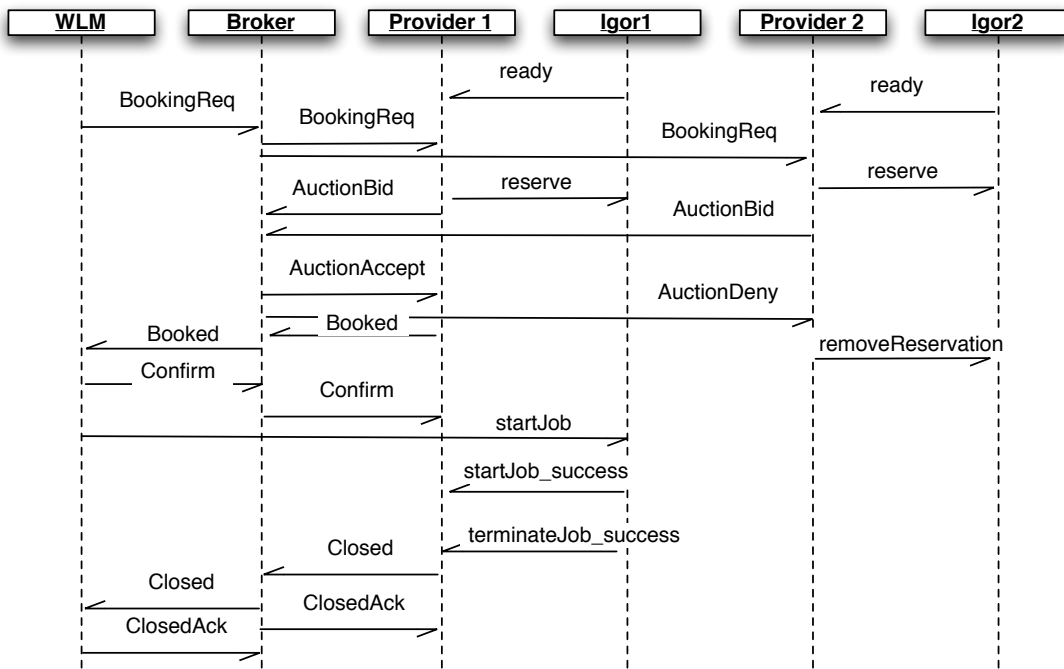 WLM Broker Provider 1 Igor1 Provider 2 Igor2
ready
ready
BookingReq
BookingReq
BookingReq
reserve
reserve
AuctionBid
AuctionBid
AuctionAccept
AuctionDeny
Booked
Booked
removeReservation
Confirm
Confirm
startJob
startJob_success
terminateJob_success
Closed
Closed
ClosedAck
ClosedAck